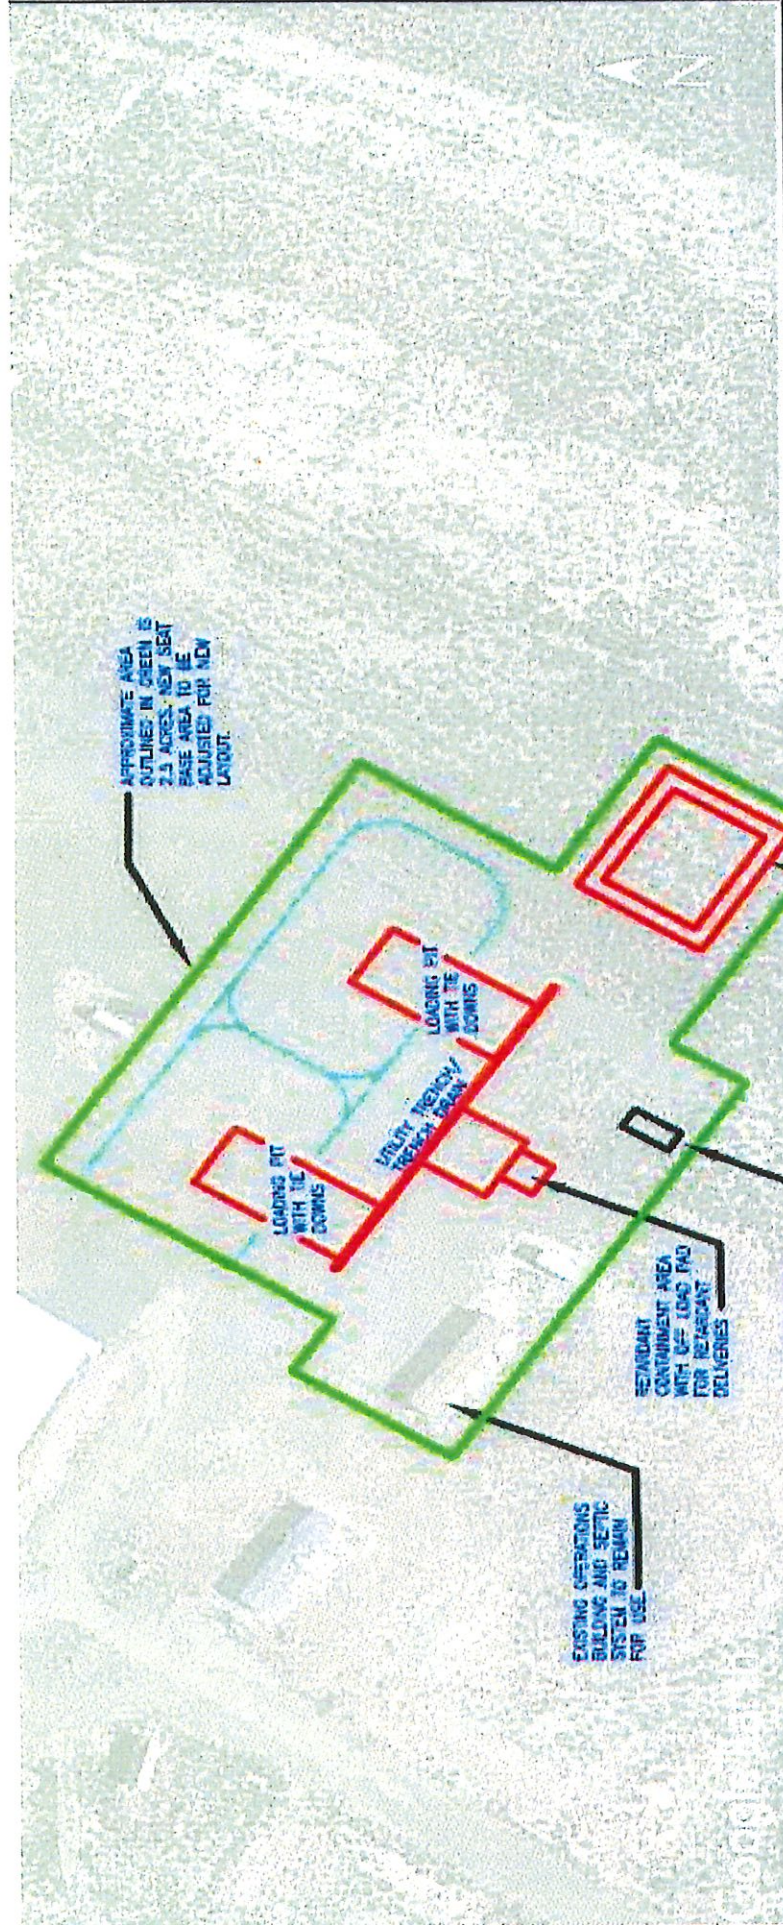 APPROXIMATE AREA
OUTLINED IN GREEN IS
2.5 ACRES. NEW SEAT
BASE AREA TO BE
ADJUSTED FOR NEW
LAYOUT.
LOADING PIT
WITH TIE
DOWNS
LOADING PIT
WITH TIE
DOWNS
UTILITY TRENCH/
TRENCH DRAIN
RETARDANT
CONTAINMENT AREA
WITH OFF LOAD PAD
FOR RETARDANT
DELIVERIES
EXISTING OPERATIONS
BUILDING AND SEPTIC
SYSTEM TO REMAIN
FOR USE
N